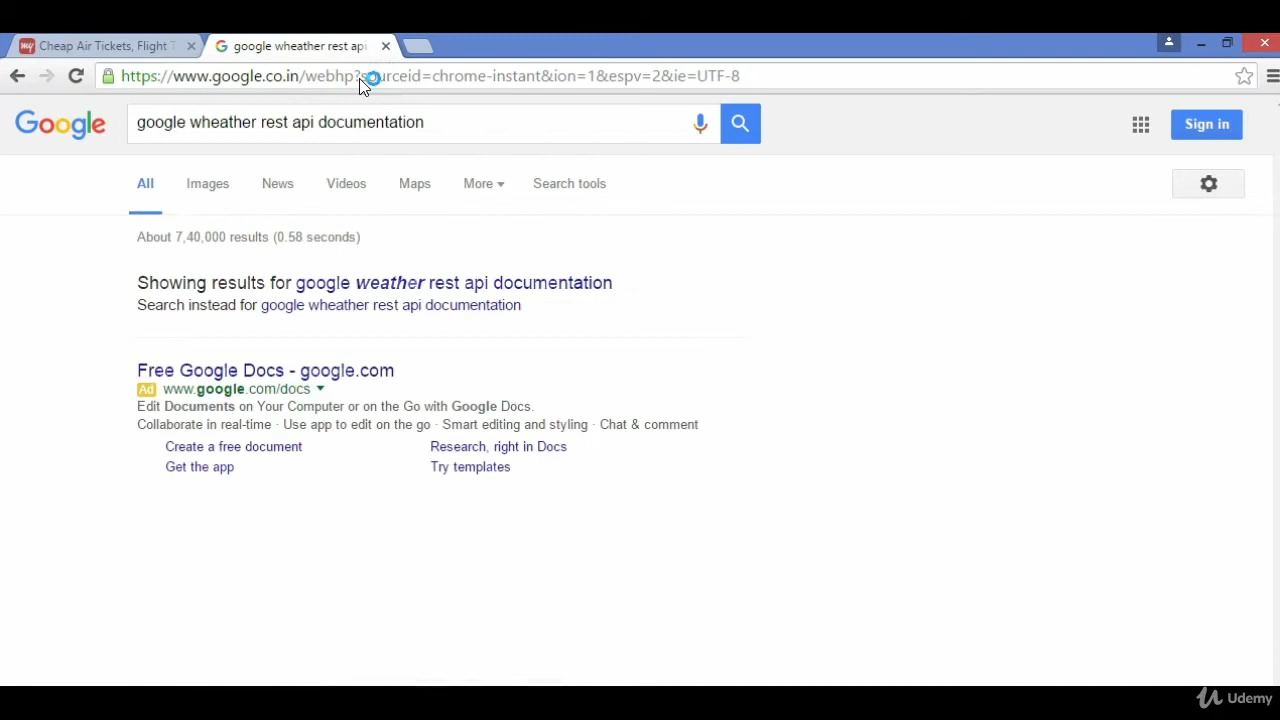 Cheap Air Tickets, Flight T
google wheather rest api
https://www.google.co.in/webhp?sourceid=chrome-instant&ion=1&espv=2&ie=UTF-8
Google
google wheather rest api documentation
Sign in
All Images News Videos Maps More Search tools
About 7,40,000 results (0.58 seconds)
Showing results for google weather rest api documentation
Search instead for google wheather rest api documentation
Free Google Docs - google.com
Ad www.google.com/docs
Edit Documents on Your Computer or on the Go with Google Docs.
Collaborate in real-time · Use app to edit on the go · Smart editing and styling · Chat & comment
Create a free document Research, right in Docs
Get the app Try templates
Udemy